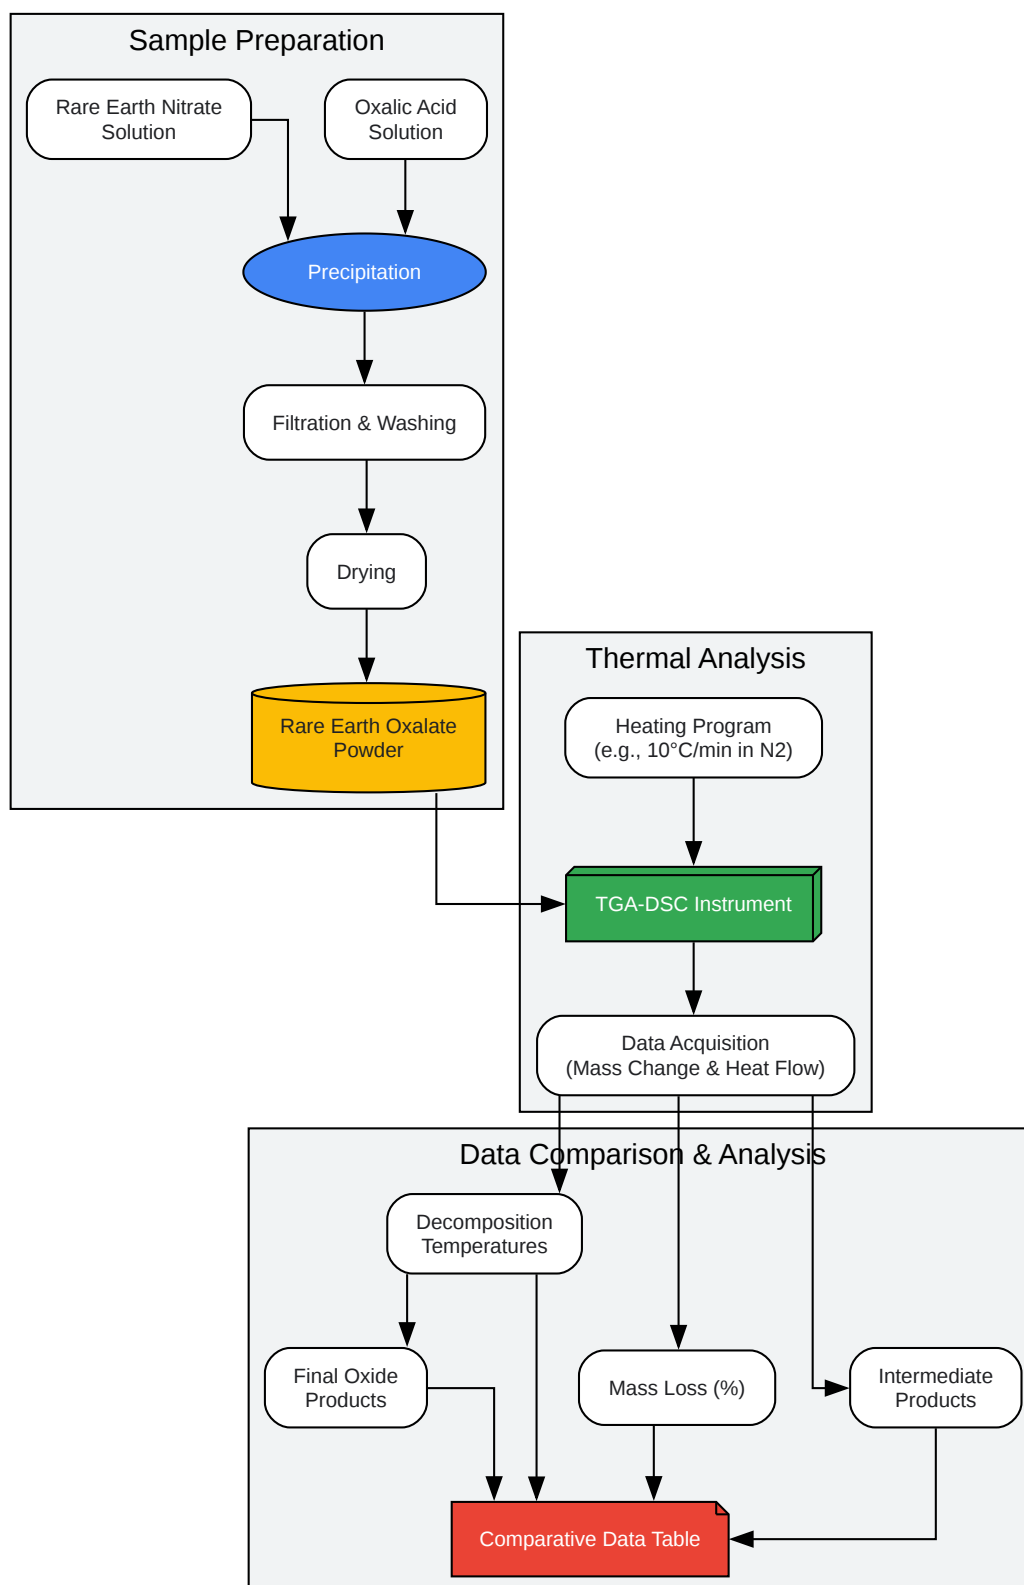 Sample Preparation
Rare Earth Nitrate
Solution
Oxalic Acid
Solution
Precipitation
Filtration & Washing
Drying
Rare Earth Oxalate
Powder
Thermal Analysis
Heating Program
(e.g., 10°C/min in N2)
TGA-DSC Instrument
Data Acquisition
(Mass Change & Heat Flow)
Data Comparison & Analysis
Decomposition
Temperatures
Final Oxide
Products
Mass Loss (%)
Intermediate
Products
Comparative Data Table